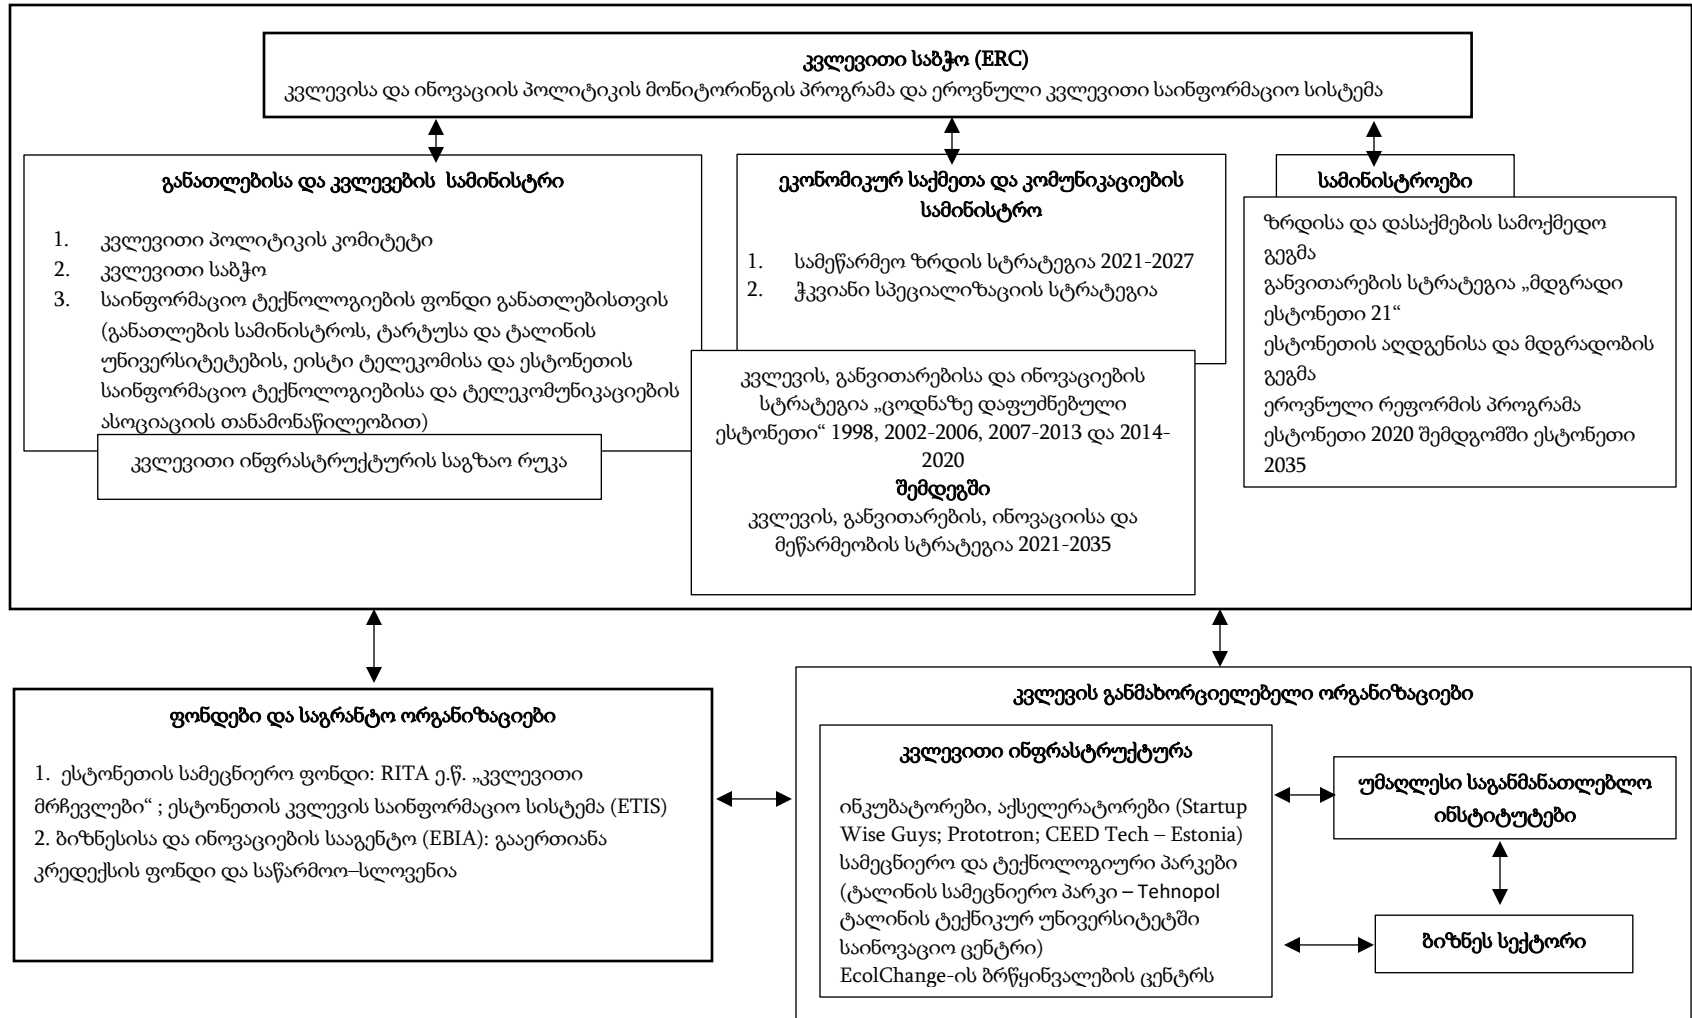 კვლევითი საბჭო (ERC)
კვლევისა და ინოვაციის პოლიტიკის მონიტორინგის პროგრამა და ეროვნული კვლევითი საინფორმაციო სისტემა
განათლებისა და კვლევების სამინისტრი
1. კვლევითი პოლიტიკის კომიტეტი
2. კვლევითი საბჭო
3. საინფორმაციო ტექნოლოგიების ფონდი განათლებისთვის
(განათლების სამინისტროს, ტარტუსა და ტალინის
უნივერსიტეტების, ეისტი ტელეკომისა და ესტონეთის
საინფორმაციო ტექნოლოგიებისა და ტელეკომუნიკაციების
ასოციაციის თანამონაწილეობით)
კვლევითი ინფრასტრუქტურის საგზაო რუკა
ეკონომიკურ საქმეთა და კომუნიკაციების
სამინისტრო
1. სამეწარმეო ზრდის სტრატეგია 2021-2027
2. ჭკვიანი სპეციალიზაციის სტრატეგია
კვლევის, განვითარებისა და ინოვაციების
სტრატეგია „ცოდნაზე დაფუძნებული
ესტონეთი“ 1998, 2002-2006, 2007-2013 და 2014-
2020
შემდეგში
კვლევის, განვითარების, ინოვაციისა და
მეწარმეობის სტრატეგია 2021-2035
სამინისტროები
ზრდისა და დასაქმების სამოქმედო
გეგმა
განვითარების სტრატეგია „მდგრადი
ესტონეთი 21“
ესტონეთის აღდგენისა და მდგრადობის
გეგმა
ეროვნული რეფორმის პროგრამა
ესტონეთი 2020 შემდგომში ესტონეთი
2035
ფონდები და საგრანტო ორგანიზაციები
1. ესტონეთის სამეცნიერო ფონდი: RITA ე.წ. „კვლევითი
მრჩევლები“ ; ესტონეთის კვლევის საინფორმაციო სისტემა (ETIS)
2. ბიზნესისა და ინოვაციების სააგენტო (EBIA): გააერთიანა
კრედექსის ფონდი და საწარმოო–სლოვენია
კვლევის განმახორციელებელი ორგანიზაციები
კვლევითი ინფრასტრუქტურა
ინკუბატორები, აქსელერატორები (Startup
Wise Guys; Prototron; CEED Tech – Estonia)
სამეცნიერო და ტექნოლოგიური პარკები
(ტალინის სამეცნიერო პარკი – Tehnopol
ტალინის ტექნიკურ უნივერსიტეტში
საინოვაციო ცენტრი)
EcolChange-ის ბრწყინვალების ცენტრს
უმაღლესი საგანმანათლებლო
ინსტიტუტები
ბიზნეს სექტორი